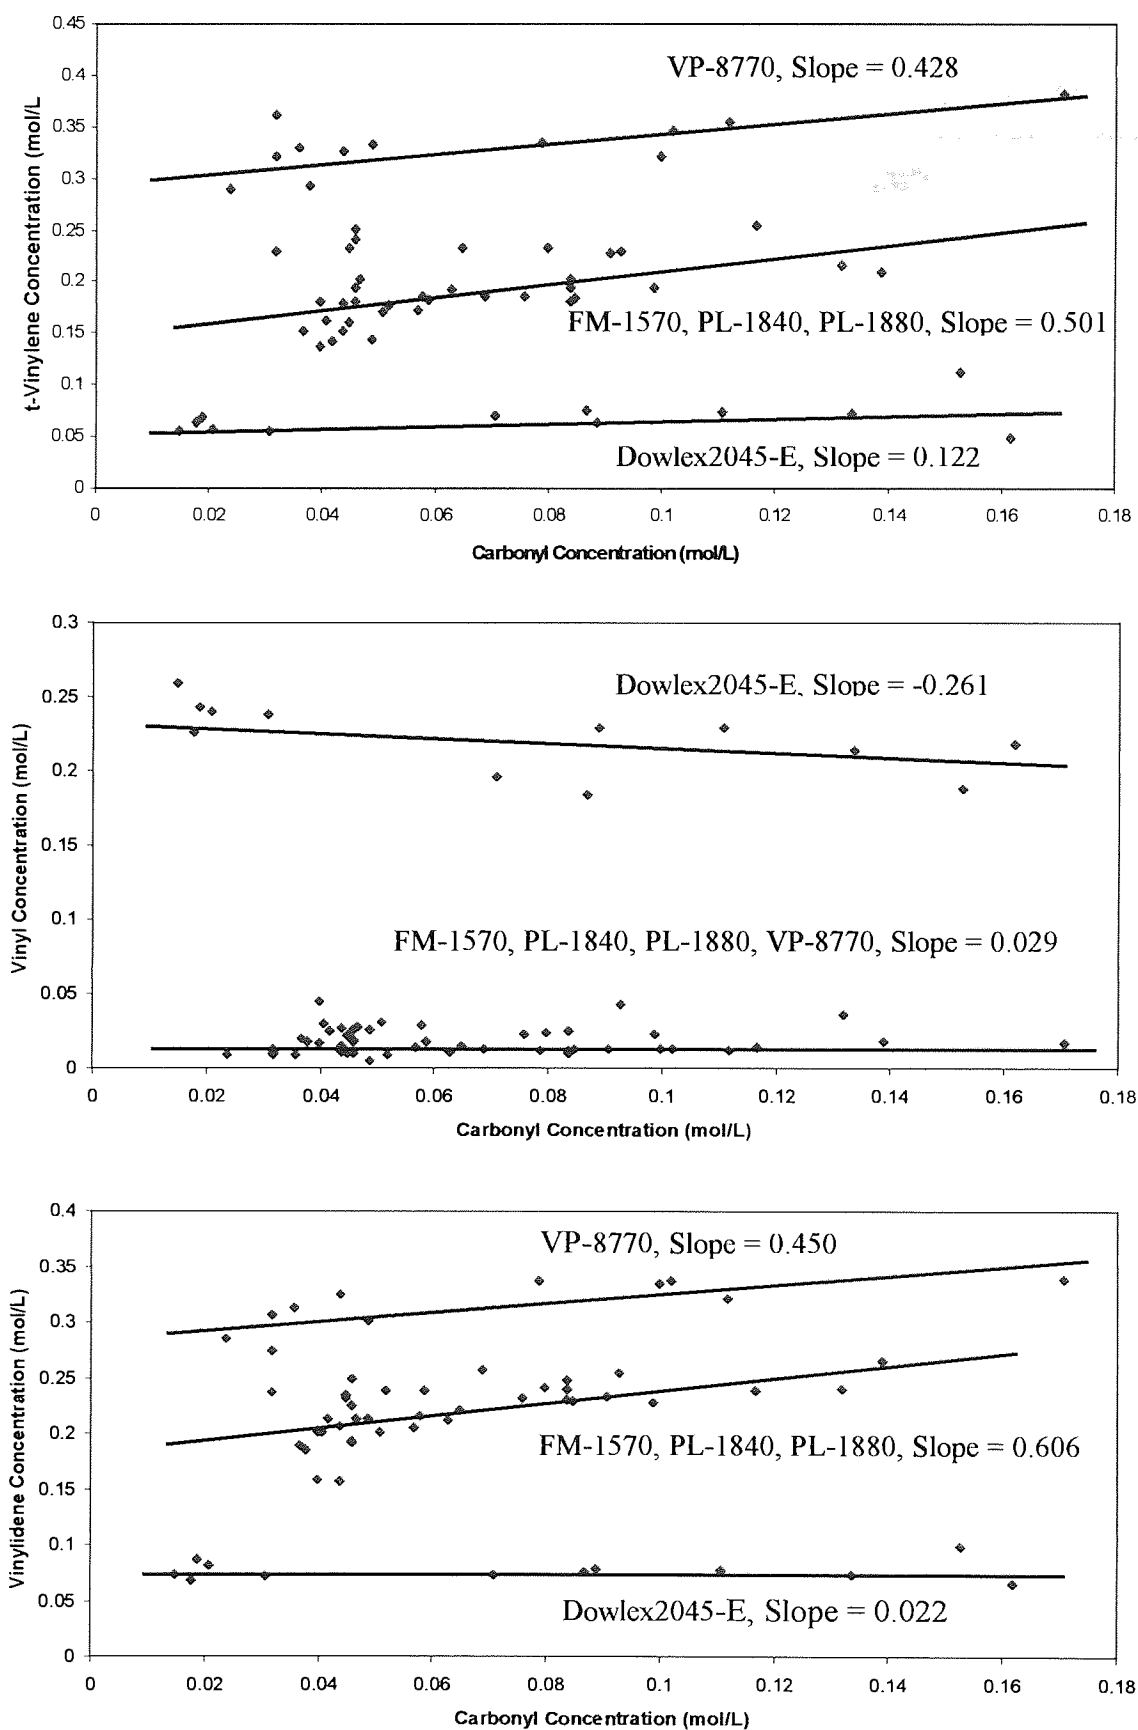 0.45
0.4
0.35
0.3
0.25
0.2
0.15
0.1
0.05
0
t-Vinylene Concentration (mol/L)
VP-8770, Slope = 0.428
FM-1570, PL-1840, PL-1880, Slope = 0.501
Dowlex2045-E, Slope = 0.122
0 0.02 0.04 0.06 0.08 0.1 0.12 0.14 0.16 0.18
Carbonyl Concentration (mol/L)
0.3
0.25
0.2
0.15
0.1
0.05
0
Vinyl Concentration (mol/L)
Dowlex2045-E, Slope = -0.261
FM-1570, PL-1840, PL-1880, VP-8770, Slope = 0.029
0 0.02 0.04 0.06 0.08 0.1 0.12 0.14 0.16 0.18
Carbonyl Concentration (mol/L)
0.4
0.35
0.3
0.25
0.2
0.15
0.1
0.05
0
Vinylidene Concentration (mol/L)
VP-8770, Slope = 0.450
FM-1570, PL-1840, PL-1880, Slope = 0.606
Dowlex2045-E, Slope = 0.022
0 0.02 0.04 0.06 0.08 0.1 0.12 0.14 0.16 0.18
Carbonyl Concentration (mol/L)